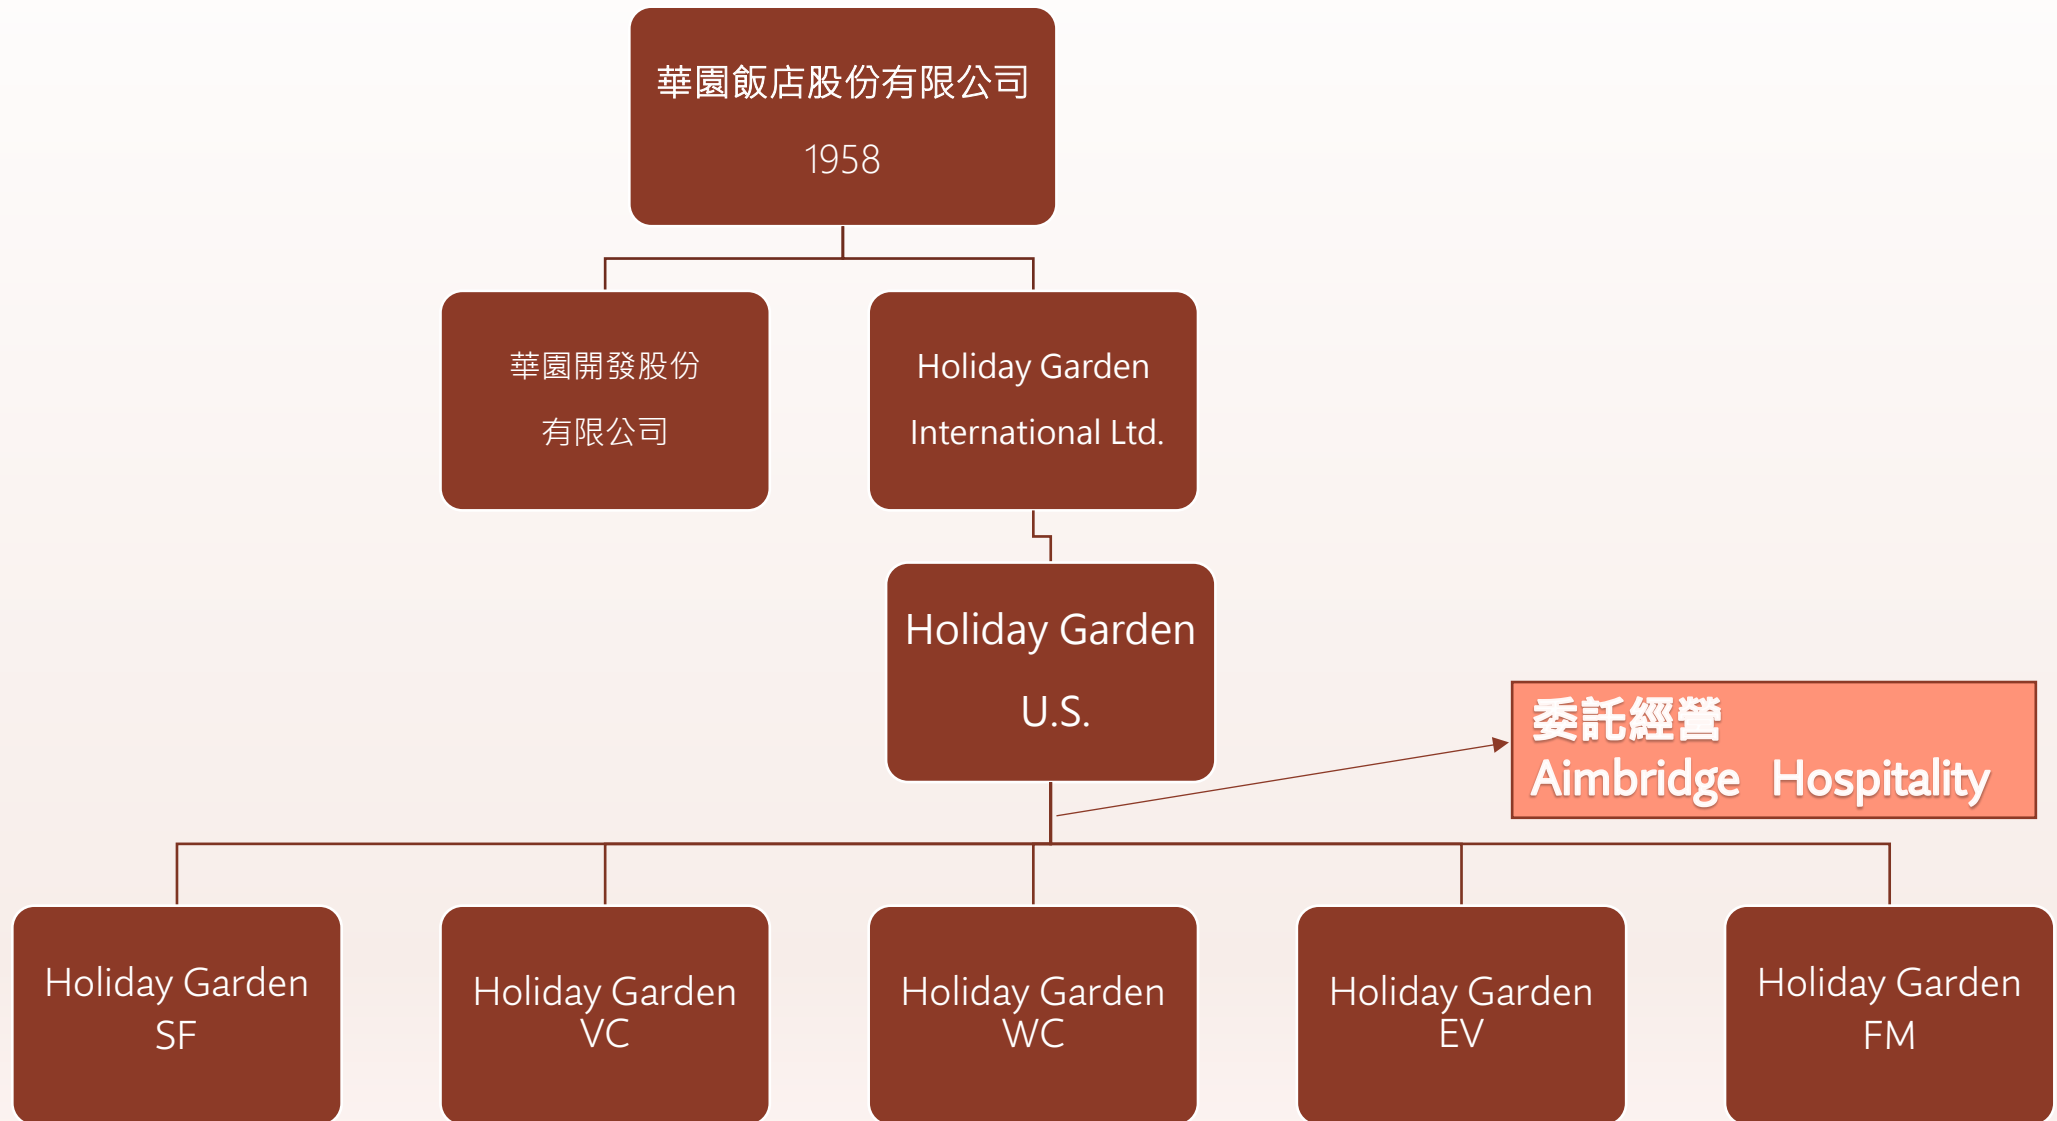 華園飯店股份有限公司
1958
華園開發股份
有限公司
Holiday Garden
International Ltd.
Holiday Garden
U.S.
委託經營
Aimbridge Hospitality
Holiday Garden
SF
Holiday Garden
VC
Holiday Garden
WC
Holiday Garden
EV
Holiday Garden
FM